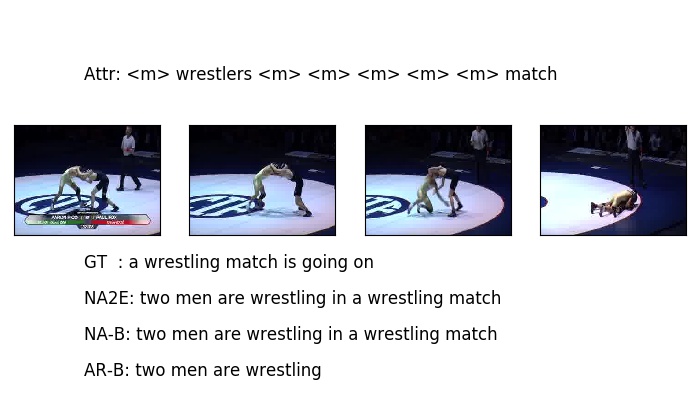 Attr: <m> wrestlers <m> <m> <m> <m> <m> match
GT  : a wrestling match is going on
NA2E: two men are wrestling in a wrestling match
NA-B: two men are wrestling in a wrestling match
AR-B: two men are wrestling